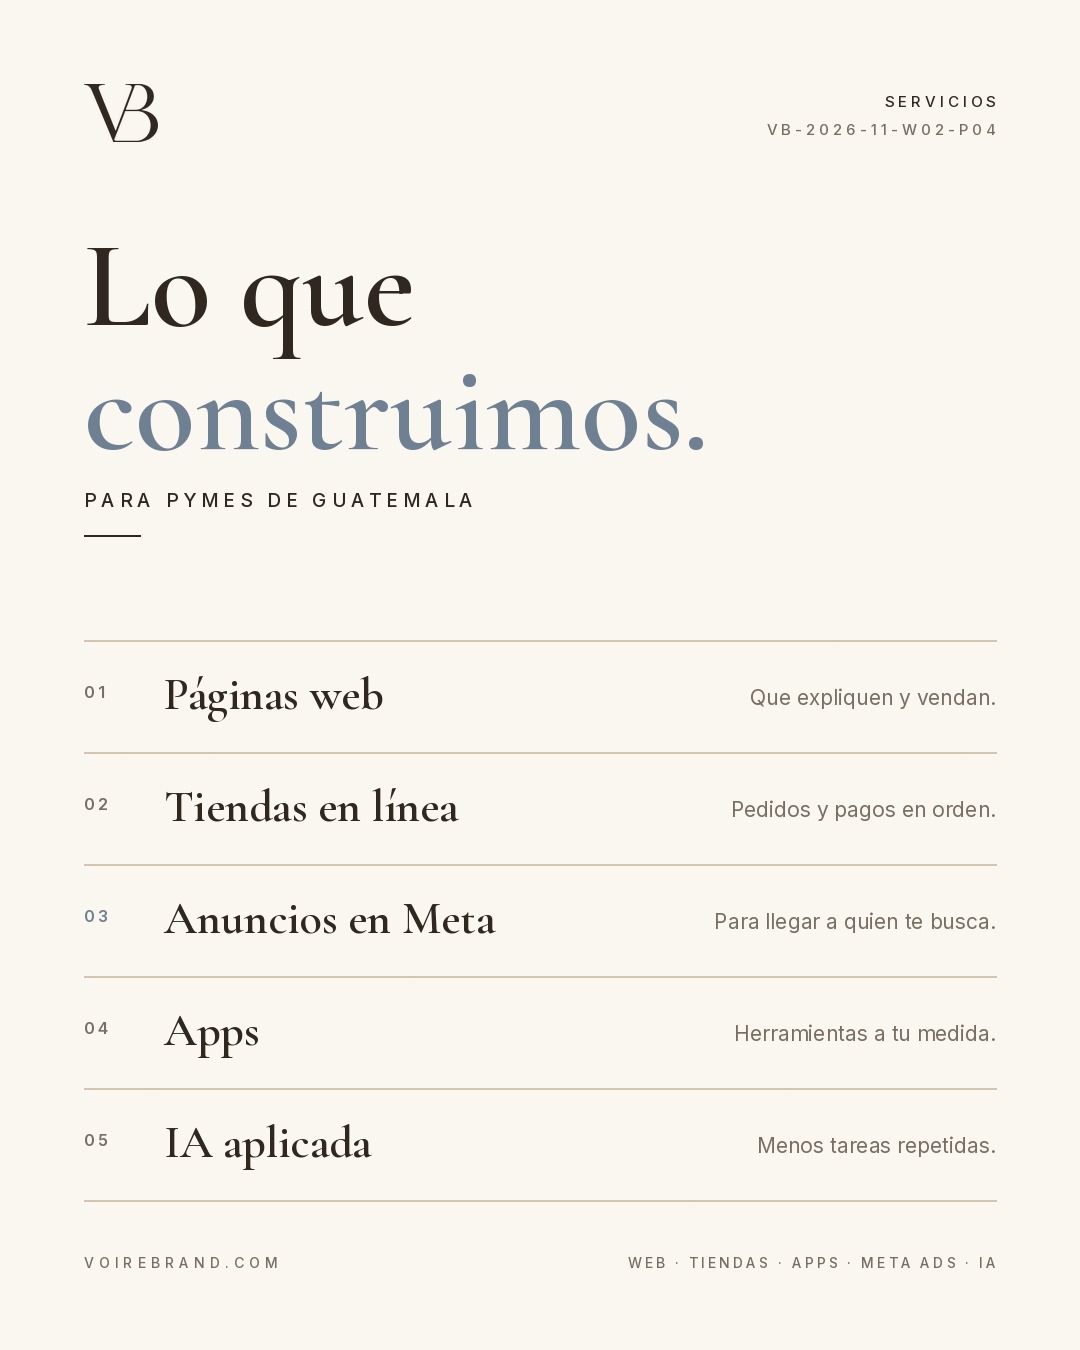 VB
SERVICIOS
VB-2026-11-W02-P04
Lo que
construimos.
PARA PYMES DE GUATEMALA
01 Páginas web Que expliquen y vendan.
02 Tiendas en línea Pedidos y pagos en orden.
03 Anuncios en Meta Para llegar a quien te busca.
04 Apps Herramientas a tu medida.
05 IA aplicada Menos tareas repetidas.
VOIREBRAND.COM WEB · TIENDAS · APPS · META ADS · IA